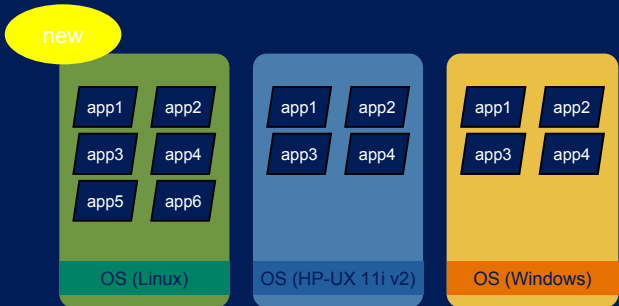 new
app1 app2 app1 app2 app1 app2
app3 app4 app3 app4 app3 app4
app5 app6
OS (Linux) OS (HP-UX 11i v2) OS (Windows)